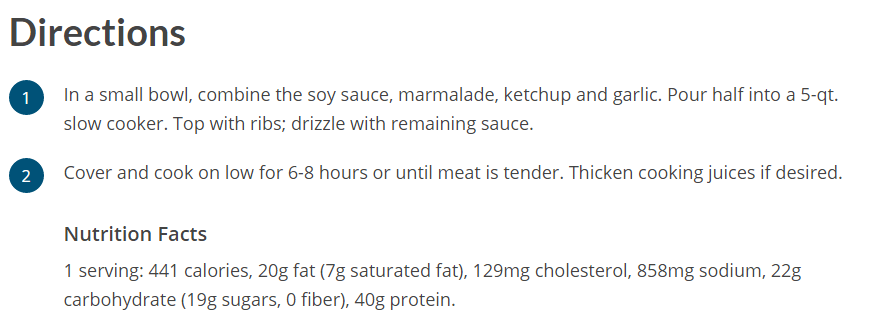 Directions
1 In a small bowl, combine the soy sauce, marmalade, ketchup and garlic. Pour half into a 5-qt.
slow cooker. Top with ribs; drizzle with remaining sauce.
2 Cover and cook on low for 6-8 hours or until meat is tender. Thicken cooking juices if desired.
Nutrition Facts
1 serving: 441 calories, 20g fat (7g saturated fat), 129mg cholesterol, 858mg sodium, 22g
carbohydrate (19g sugars, 0 fiber), 40g protein.